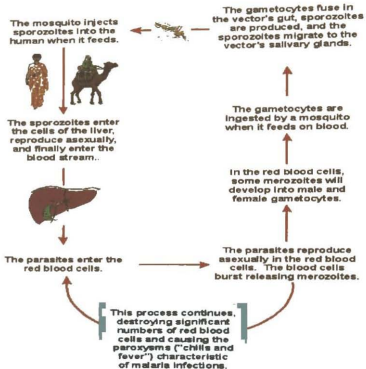 The mosquito injects
sporozoites into the
human when it feeds.
The sporozoites enter
the cells of the liver,
reproduce asexually,
and finally enter the
blood stream..
The parasites enter the
red blood cells.
The parasites reproduce
asexually in the red blood
cells. The blood cells
burst releasing merozoites.
This process continues,
destroying significant
numbers of red blood
cells and causing the
paroxysms ("chills and
fever") characteristic
of malaria infections.
In the red blood cells,
some merozoites will
develop into male and
female gametocytes.
The gametocytes are
ingested by a mosquito
when it feeds on blood.
The gametocytes fuse in
the vector's gut, sporozoites
are produced, and the
sporozoites migrate to the
vector's salivary glands.